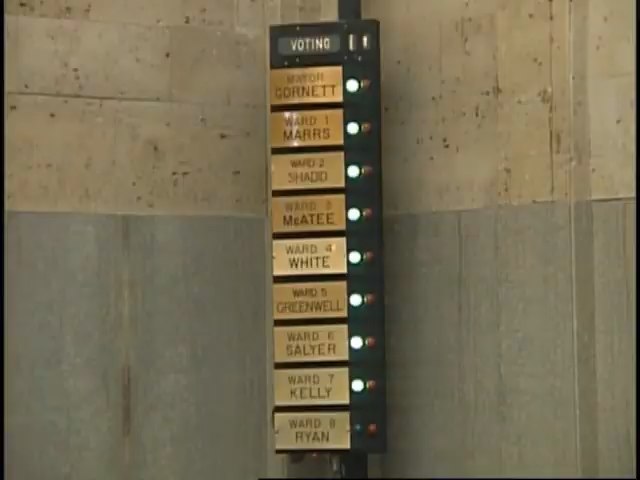 VOTING
MAYOR
CORNETT
WARD 1
MARRS
WARD 2
SHADID
WARD 3
McATEE
WARD 4
WHITE
WARD 5
GREENWELL
WARD 6
SALYER
WARD 7
KELLY
WARD 8
RYAN